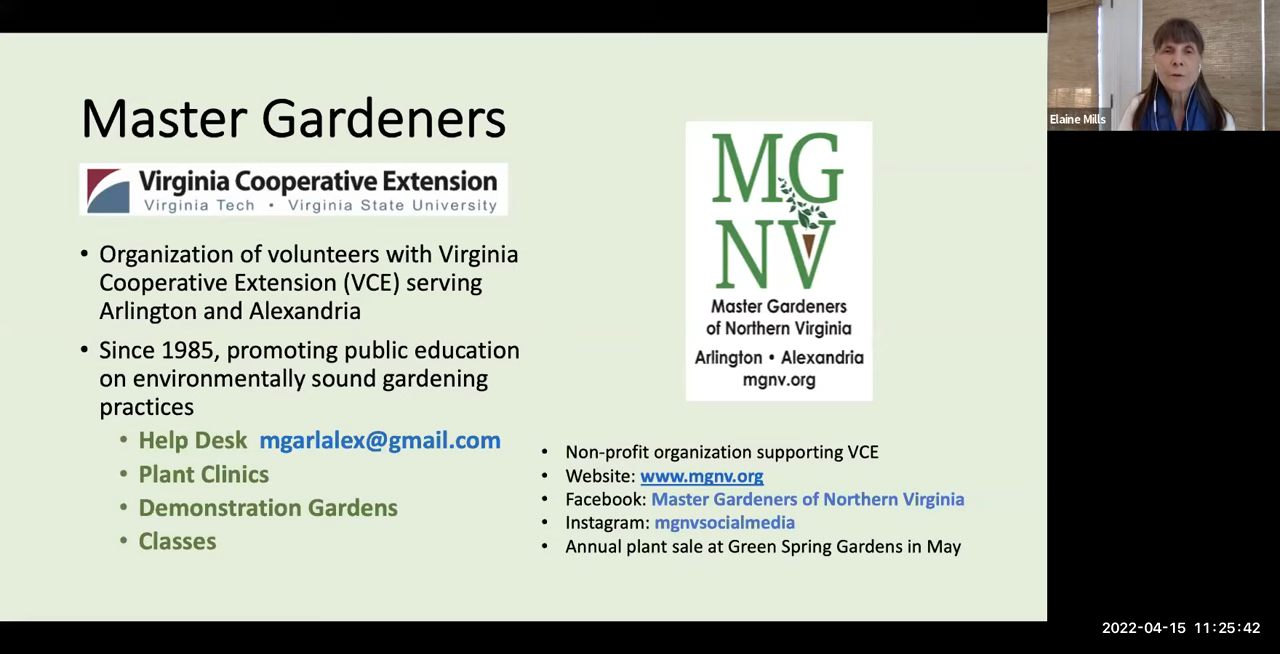 Master Gardeners
Virginia Cooperative Extension
Virginia Tech • Virginia State University
• Organization of volunteers with Virginia
Cooperative Extension (VCE) serving
Arlington and Alexandria
• Since 1985, promoting public education
on environmentally sound gardening
practices
• Help Desk mgarlalex@gmail.com
• Plant Clinics
• Demonstration Gardens
• Classes
MG
NV
Master Gardeners
of Northern Virginia
Arlington • Alexandria
mgnv.org
• Non-profit organization supporting VCE
• Website: www.mgnv.org
• Facebook: Master Gardeners of Northern Virginia
• Instagram: mgnvsocialmedia
• Annual plant sale at Green Spring Gardens in May
Elaine Mills
2022-04-15 11:25:42